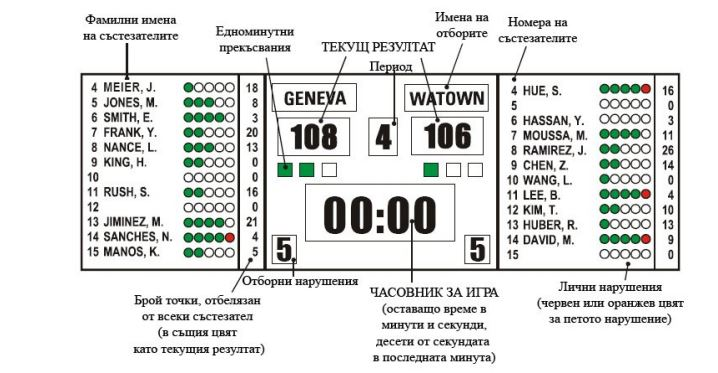 Фамилни имена
на състезателите
Едноминутни
прекъсвания
ТЕКУЩ РЕЗУЛТАТ
Период
Имена на
отборите
Номера на
състезателите
4 MEIER, J. 18
5 JONES, M. 8
6 SMITH, E. 3
7 FRANK, Y. 20
8 NANCE, L. 13
9 KING, H. 0
10 0
11 RUSH, S. 16
12 0
13 JIMINEZ, M. 21
14 SANCHES, N. 4
15 MANOS, K. 5
GENEVA
WATOWN
108
4
106
00:00
5
5
4 HUE, S. 16
5 0
6 HASSAN, Y. 3
7 MOUSSA, M. 11
8 RAMIREZ, J. 26
9 CHEN, Z. 14
10 WANG, L. 0
11 LEE, B. 4
12 KIM, T. 10
13 HUBER, R. 13
14 DAVID, M. 9
15 0
Отборни нарушения
Брой точки, отбелязан
от всеки състезател
(в същия цвят
като текущия резултат)
ЧАСОВНИК ЗА ИГРА
(оставащо време в
минути и секунди,
десети от секундата
в последната минута)
Лични нарушения
(червен или оранжев цвят
за петото нарушение)